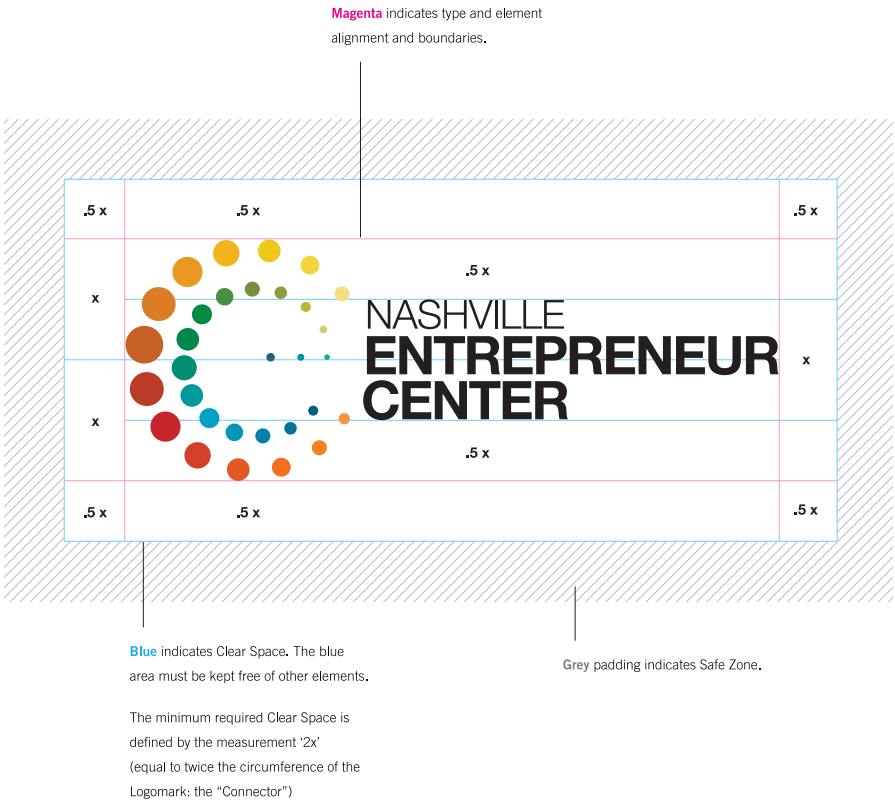 Magenta indicates type and element
alignment and boundaries.
.5 x
.5 x
.5 x
.5 x
x
NASHVILLE
ENTREPRENEUR
x
CENTER
x
.5 x
.5 x
.5 x
.5 x
Blue indicates Clear Space. The blue
area must be kept free of other elements.
Grey padding indicates Safe Zone.
The minimum required Clear Space is
defined by the measurement ‘2x’
(equal to twice the circumference of the
Logomark: the “Connector”)